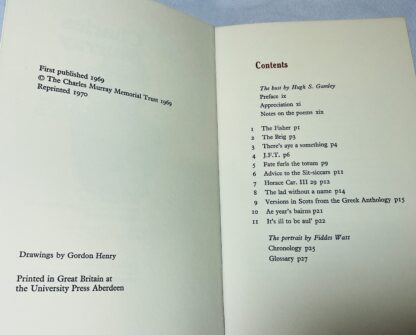 First published 1969
© The Charles Murray Memorial Trust 1969
Reprinted 1970
Drawings by Gordon Henry
Printed in Great Britain at
the University Press Aberdeen
Contents
The bust by Hugh S. Gumley
Preface ix
Appreciation xi
Notes on the poems xix
1 The Fisher p1
2 The Brig p3
3 There's aye a something p4
4 J.F.T. p6
5 Fate furls the totum p9
6 Advice to the Sit-siccars p11
7 Horace Car. III 29 p12
8 The lad without a name p14
9 Versions in Scots from the Greek Anthology p15
10 Ae year's bairns p21
11 It's ill to be aul' p22
The portrait by Fiddes Watt
Chronology p25
Glossary p27